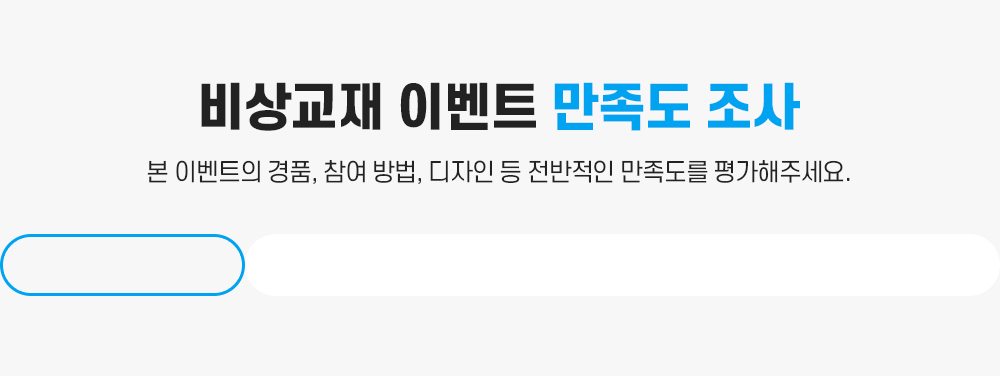 비상교재 이벤트 만족도 조사
본 이벤트의 경품, 참여 방법, 디자인 등 전반적인 만족도를 평가해주세요.